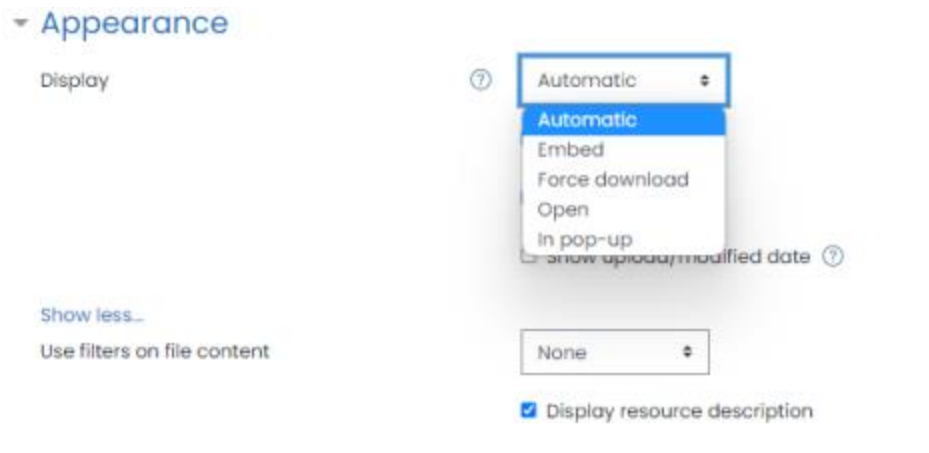 Appearance
Display
Automatic
Automatic
Embed
Force download
Open
In pop-up
Show upload/modified date
Show less...
Use filters on file content
None
Display resource description